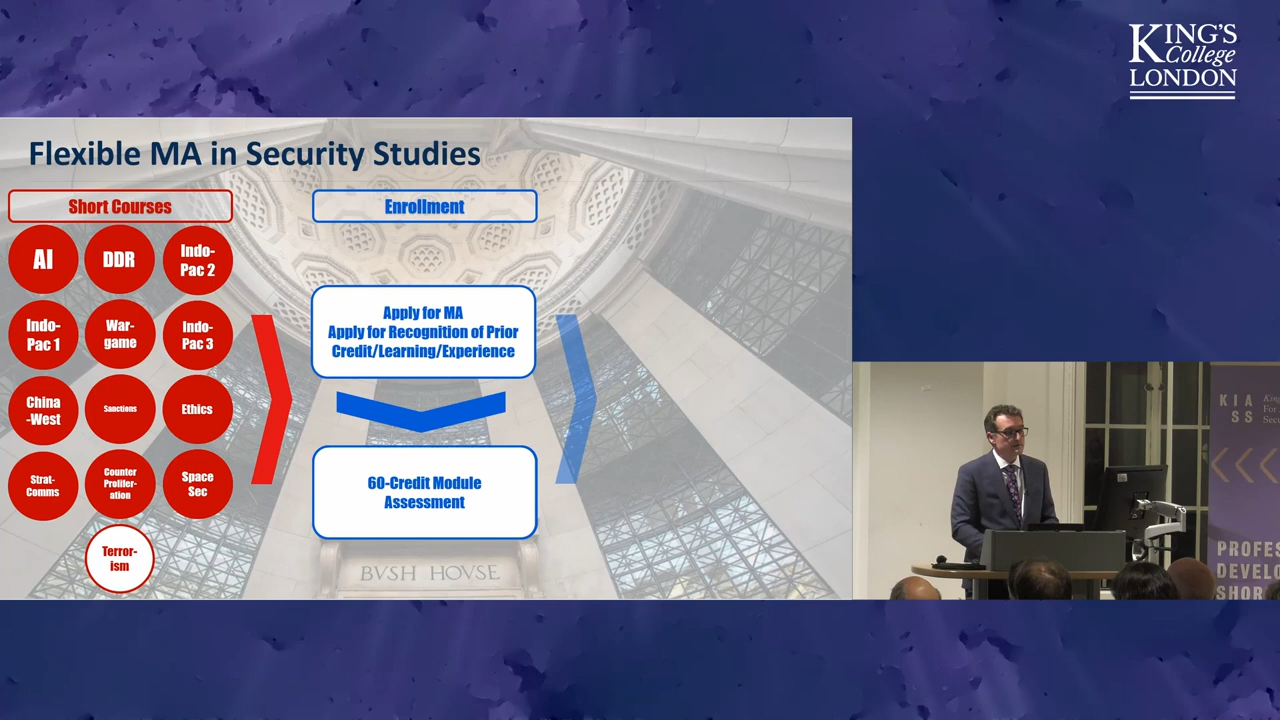 KING'S
College
LONDON
Flexible MA in Security Studies
Short Courses
Enrollment
AI
DDR
Indo-
Pac 2
Indo-
Pac 1
War-
game
Indo-
Pac 3
China
-West
Sanctions
Ethics
Strat-
Comms
Counter
Prolifer-
ation
Space
Sec
Terror-
ism
Apply for MA
Apply for Recognition of Prior
Credit/Learning/Experience
60-Credit Module
Assessment
BVSH HOVSE
KIA
SS
PROFES
DEVELO
SHOR